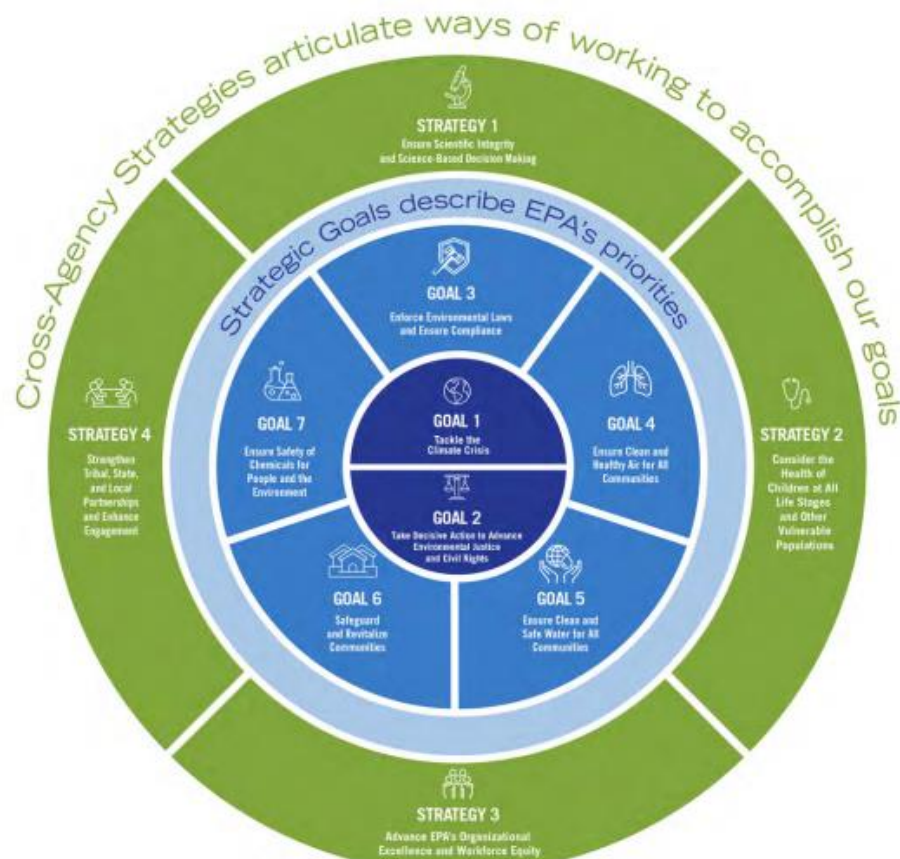 Cross-Agency Strategies articulate ways of working to accomplish our goals
STRATEGY 1
Ensure Scientific Integrity
and Science-Based Decision Making
Strategic Goals describe EPA's priorities
GOAL 3
Enforce Environmental Laws
and Ensure Compliance
GOAL 7
Ensure Safety of
Chemicals for
People and the
Environment
GOAL 1
Tackle the
Climate Crisis
GOAL 4
Ensure Clean and
Healthy Air for All
Communities
STRATEGY 4
Strengthen
Tribal, State,
and Local
Partnerships
and Enhance
Engagement
STRATEGY 2
Consider the
Health of
Children at All
Life Stages
and Other
Vulnerable
Populations
GOAL 2
Take Decisive Action to Advance
Environmental Justice
and Civil Rights
GOAL 6
Safeguard
and Revitalize
Communities
GOAL 5
Ensure Clean and
Safe Water for All
Communities
STRATEGY 3
Advance EPA's Organizational
Excellence and Workforce Equity